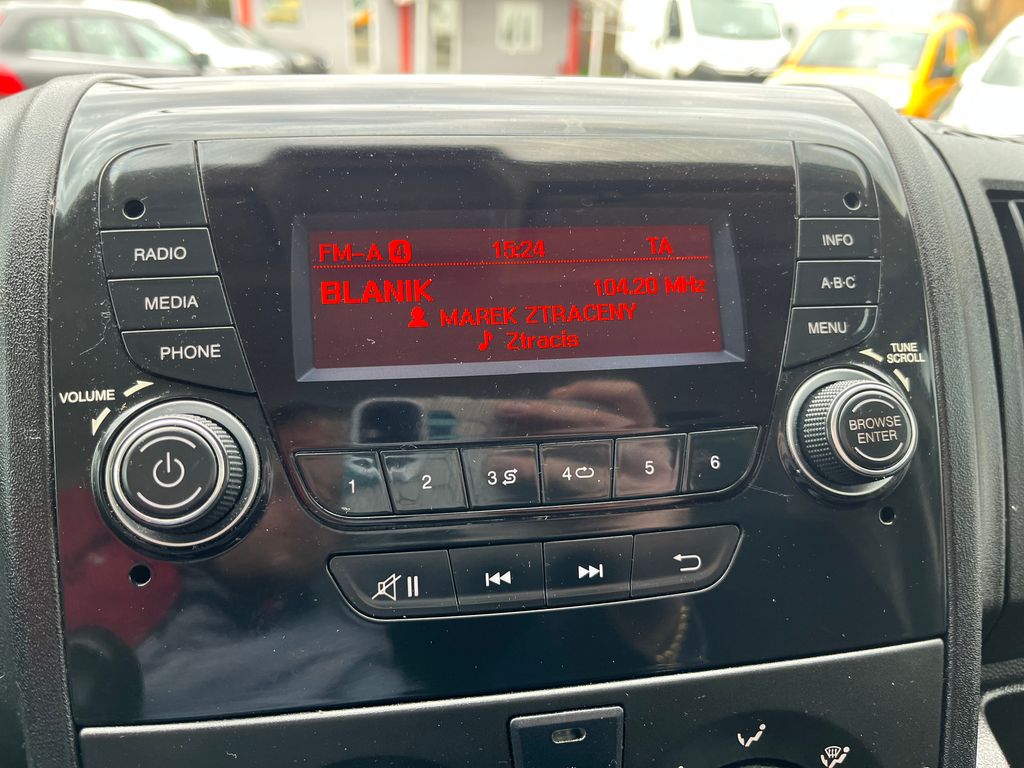 FM-A 4 15:24 TA
BLANIK 104.20 MHz
MAREK ZTRACENY
Ztracis
RADIO
MEDIA
PHONE
VOLUME
INFO
A·B·C
MENU
TUNE
SCROLL
BROWSE
ENTER
1 2 3 4 5 6